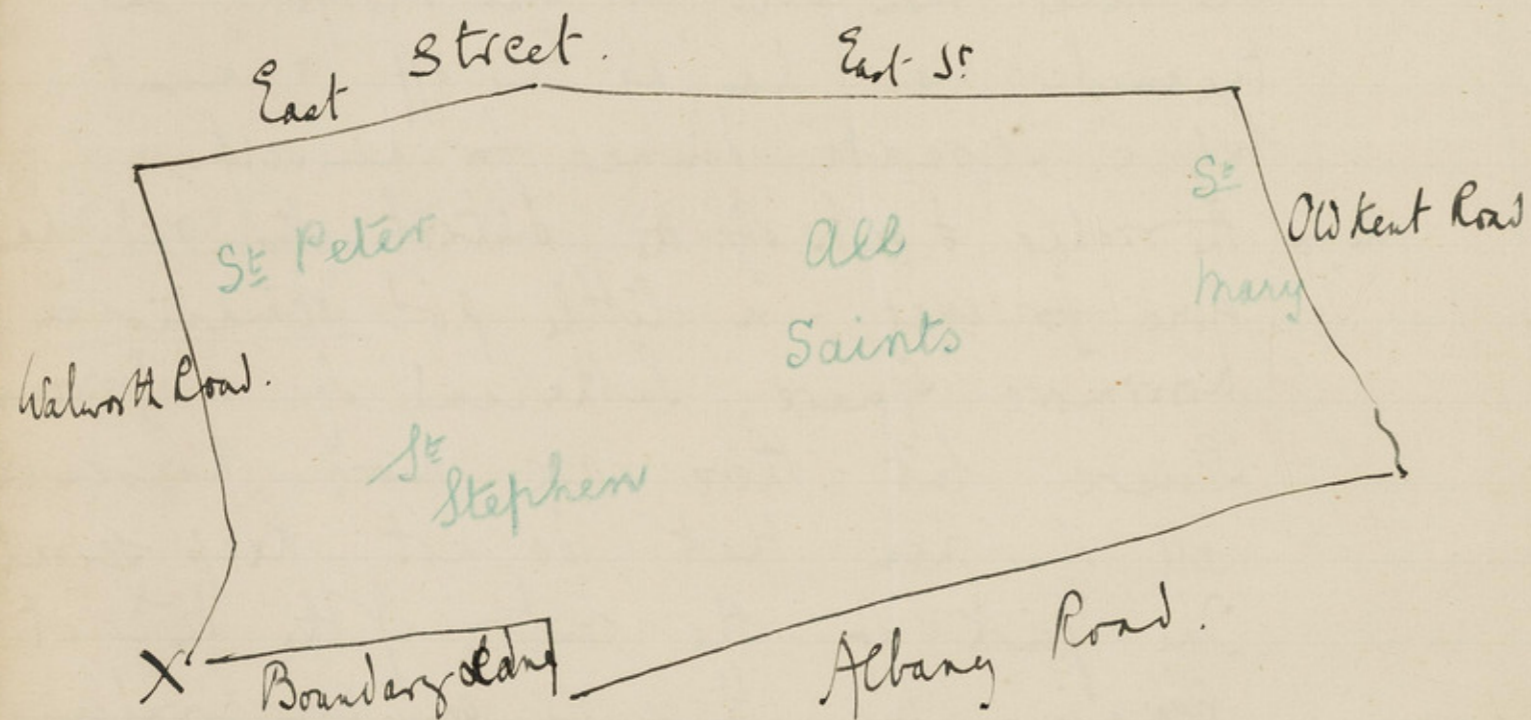 East Street.
East St
St Peter
All
Saints
St
Mary
Old Kent Road
Walworth Road.
St
Stephen
X
Boundary Lane
Albany Road.